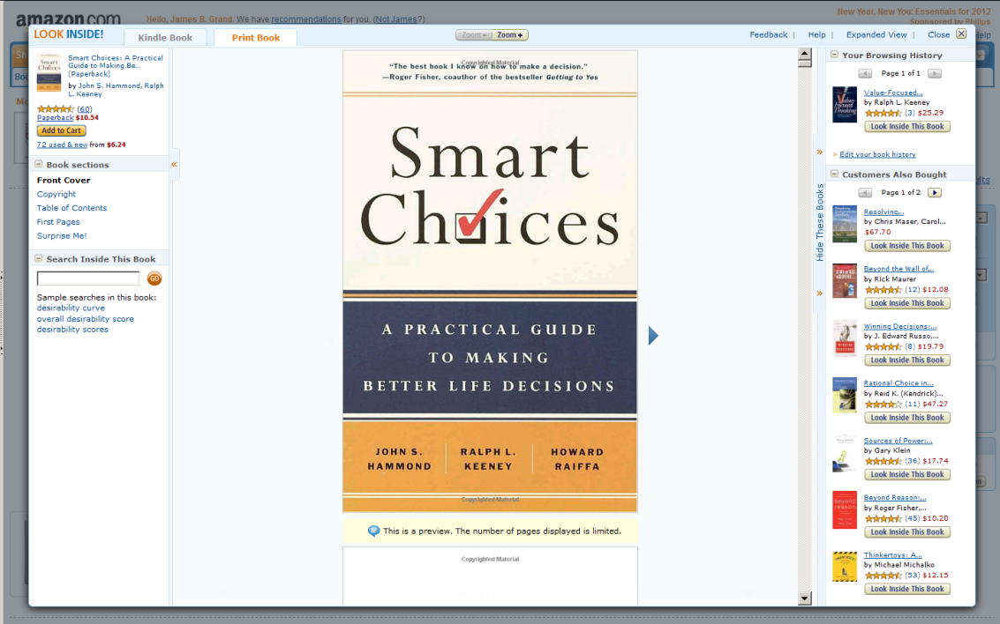 amazon.com
Hello, James B. Grand. We have recommendations for you. (Not James?)
New Year, New You: Essentials for 2012
Sponsored by Philips
LOOK INSIDE!
Kindle Book
Print Book
Zoom –
Zoom +
Feedback |
Help |
Expanded View |
Close
Help
Smart Choices: A Practical
Guide to Making Be...
(Paperback)
by John S. Hammond, Ralph
L. Keeney
(60)
Paperback $10.54
Add to Cart
72 used & new from $6.24
Book sections
Front Cover
Copyright
Table of Contents
First Pages
Surprise Me!
Search Inside This Book
GO
Sample searches in this book:
desirability curve
overall desirability score
desirability scores
Copyrighted Material
"The best book I know on how to make a decision."
—Roger Fisher, coauthor of the bestseller Getting to Yes
Smart
Choices
A PRACTICAL GUIDE
TO MAKING
BETTER LIFE DECISIONS
JOHN S.
HAMMOND
RALPH L.
KEENEY
HOWARD
RAIFFA
Copyrighted Material
This is a preview. The number of pages displayed is limited.
Copyrighted Material
Hide These Books
Your Browsing History
Page 1 of 1
Value-Focused...
by Ralph L. Keeney
(3) $25.29
Look Inside This Book
> Edit your book history
Customers Also Bought
Page 1 of 2
Resolving...
by Chris Maser, Carol...
$67.70
Look Inside This Book
Beyond the Wall of...
by Rick Maurer
(12) $12.08
Look Inside This Book
Winning Decisions:...
by J. Edward Russo,...
(8) $19.79
Look Inside This Book
Rational Choice in...
by Reid K. (Kendrick)...
(11) $47.27
Look Inside This Book
Sources of Power:...
by Gary Klein
(36) $17.74
Look Inside This Book
Beyond Reason:...
by Roger Fisher,...
(45) $10.20
Look Inside This Book
Thinkertoys: A...
by Michael Michalko
(53) $12.15
Look Inside This Book